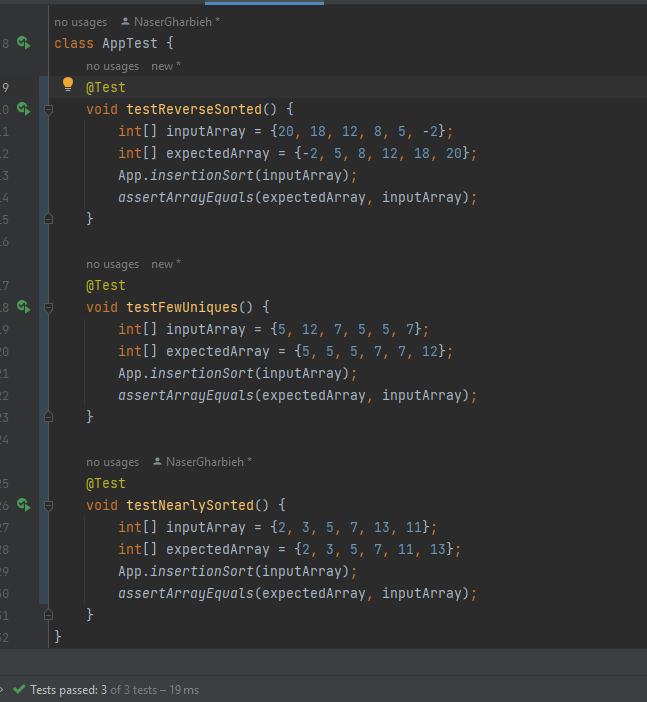 no usages NaserGharbieh *
8 class AppTest {
no usages new *
9 @Test
10 void testReverseSorted() {
11 int[] inputArray = {20, 18, 12, 8, 5, -2};
12 int[] expectedArray = {-2, 5, 8, 12, 18, 20};
13 App.insertionSort(inputArray);
14 assertArrayEquals(expectedArray, inputArray);
15 }
16
no usages new *
17 @Test
18 void testFewUniques() {
19 int[] inputArray = {5, 12, 7, 5, 5, 7};
20 int[] expectedArray = {5, 5, 5, 7, 7, 12};
21 App.insertionSort(inputArray);
22 assertArrayEquals(expectedArray, inputArray);
23 }
24
no usages NaserGharbieh *
25 @Test
26 void testNearlySorted() {
27 int[] inputArray = {2, 3, 5, 7, 13, 11};
28 int[] expectedArray = {2, 3, 5, 7, 11, 13};
29 App.insertionSort(inputArray);
30 assertArrayEquals(expectedArray, inputArray);
31 }
32 }
Tests passed: 3 of 3 tests – 19 ms